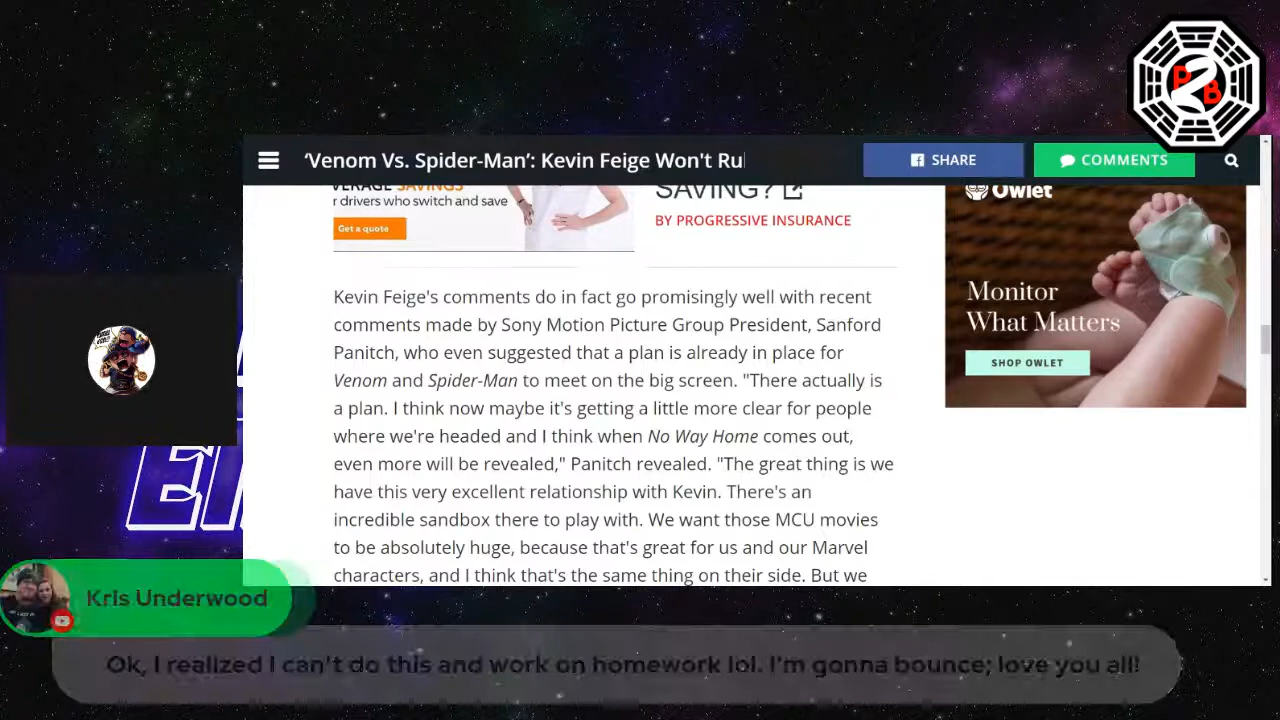 P 2 B
‘Venom Vs. Spider-Man’: Kevin Feige Won't Ru
SHARE
COMMENTS
VERAGE SAVINGS
r drivers who switch and save
Get a quote
SAVING?
BY PROGRESSIVE INSURANCE
Owlet
Monitor
What Matters
SHOP OWLET
Kevin Feige's comments do in fact go promisingly well with recent
comments made by Sony Motion Picture Group President, Sanford
Panitch, who even suggested that a plan is already in place for
Venom and Spider-Man to meet on the big screen. "There actually is
a plan. I think now maybe it's getting a little more clear for people
where we're headed and I think when No Way Home comes out,
even more will be revealed," Panitch revealed. "The great thing is we
have this very excellent relationship with Kevin. There's an
incredible sandbox there to play with. We want those MCU movies
to be absolutely huge, because that's great for us and our Marvel
characters, and I think that's the same thing on their side. But we
Kris Underwood
Ok, I realized I can't do this and work on homework lol. I'm gonna bounce; love you all!